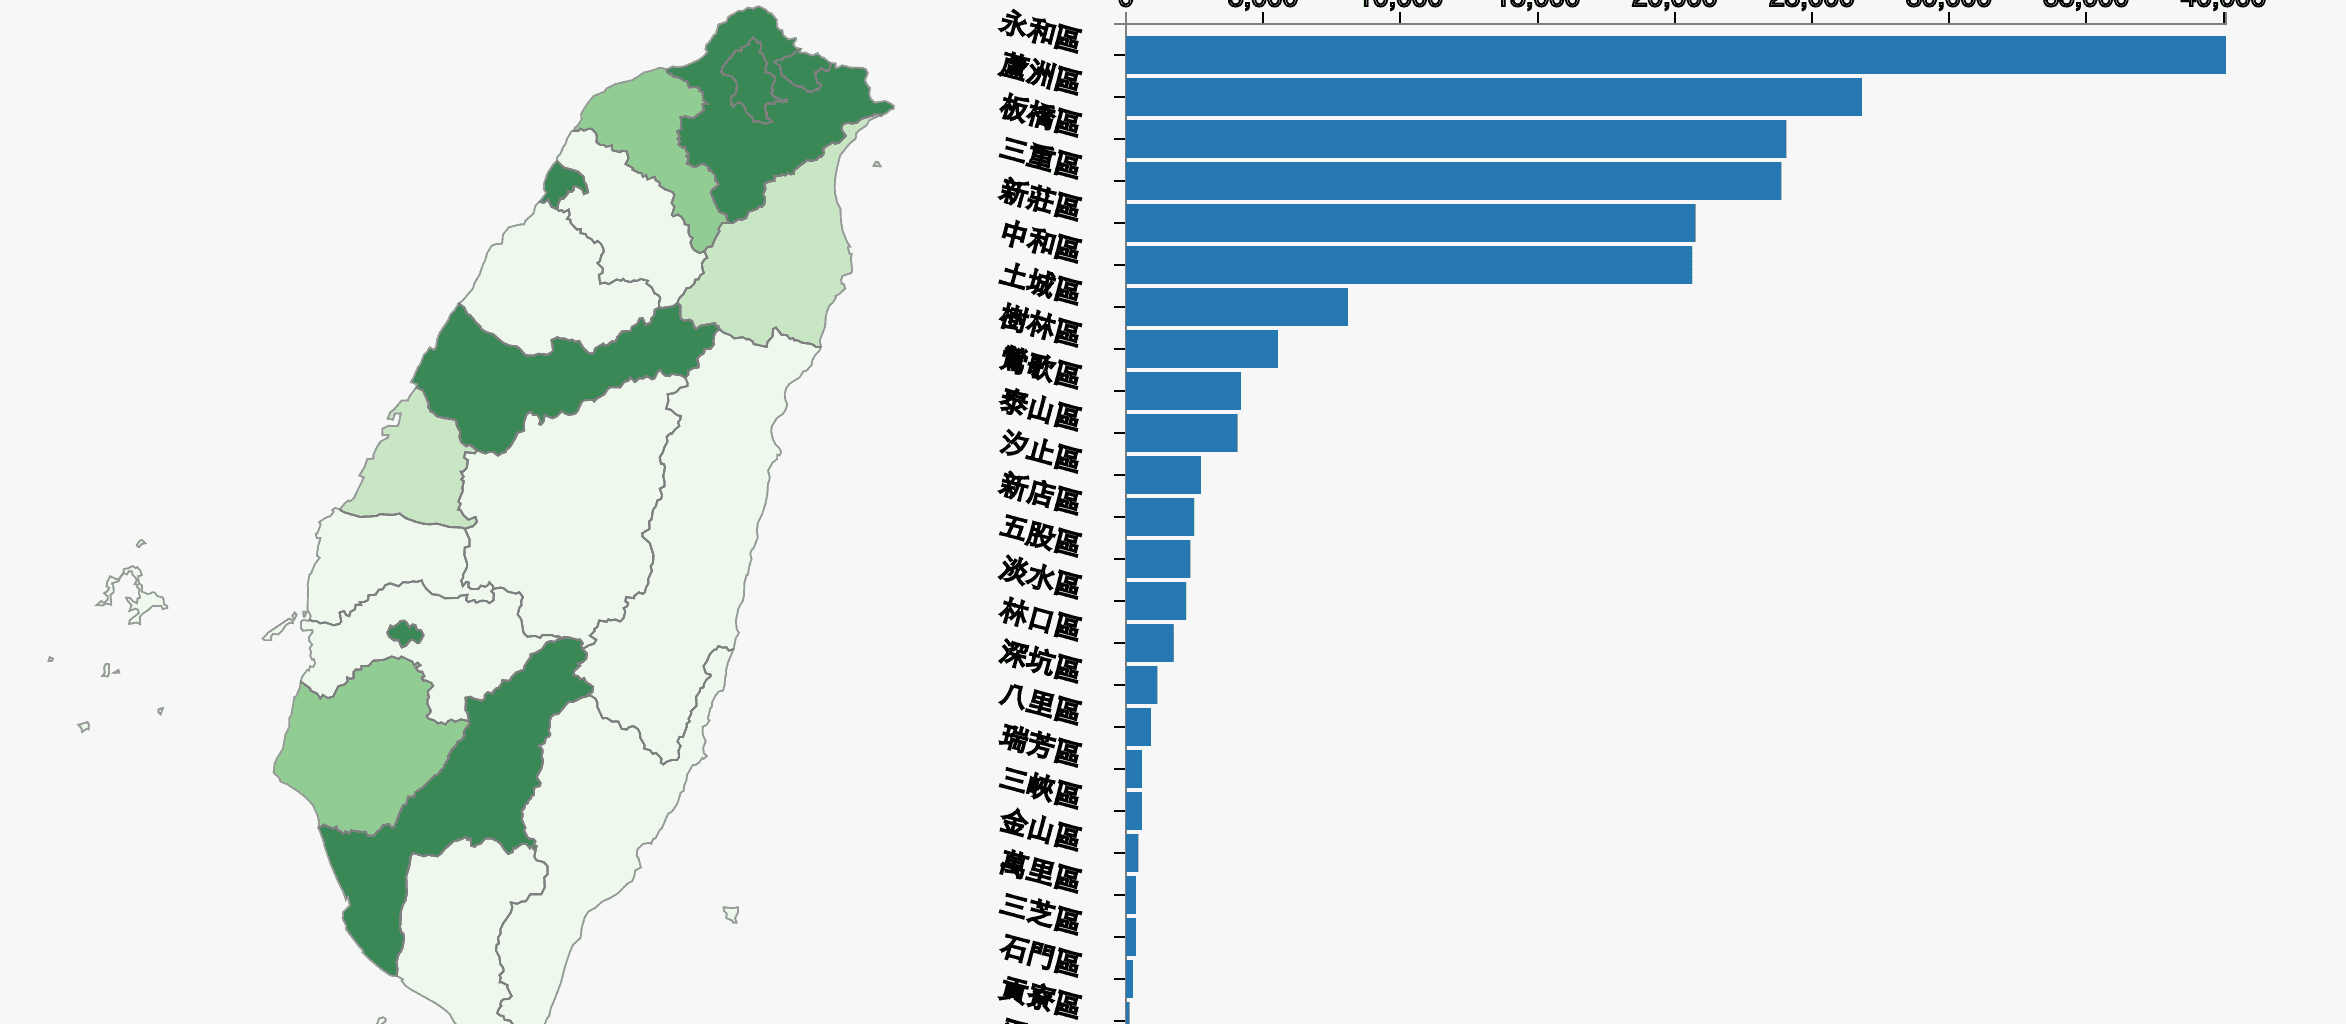 0 5,000 10,000 15,000 20,000 25,000 30,000 35,000 40,000
永和區
蘆洲區
板橋區
三重區
新莊區
中和區
土城區
樹林區
鶯歌區
泰山區
汐止區
新店區
五股區
淡水區
林口區
深坑區
八里區
瑞芳區
三峽區
金山區
萬里區
三芝區
石門區
貢寮區